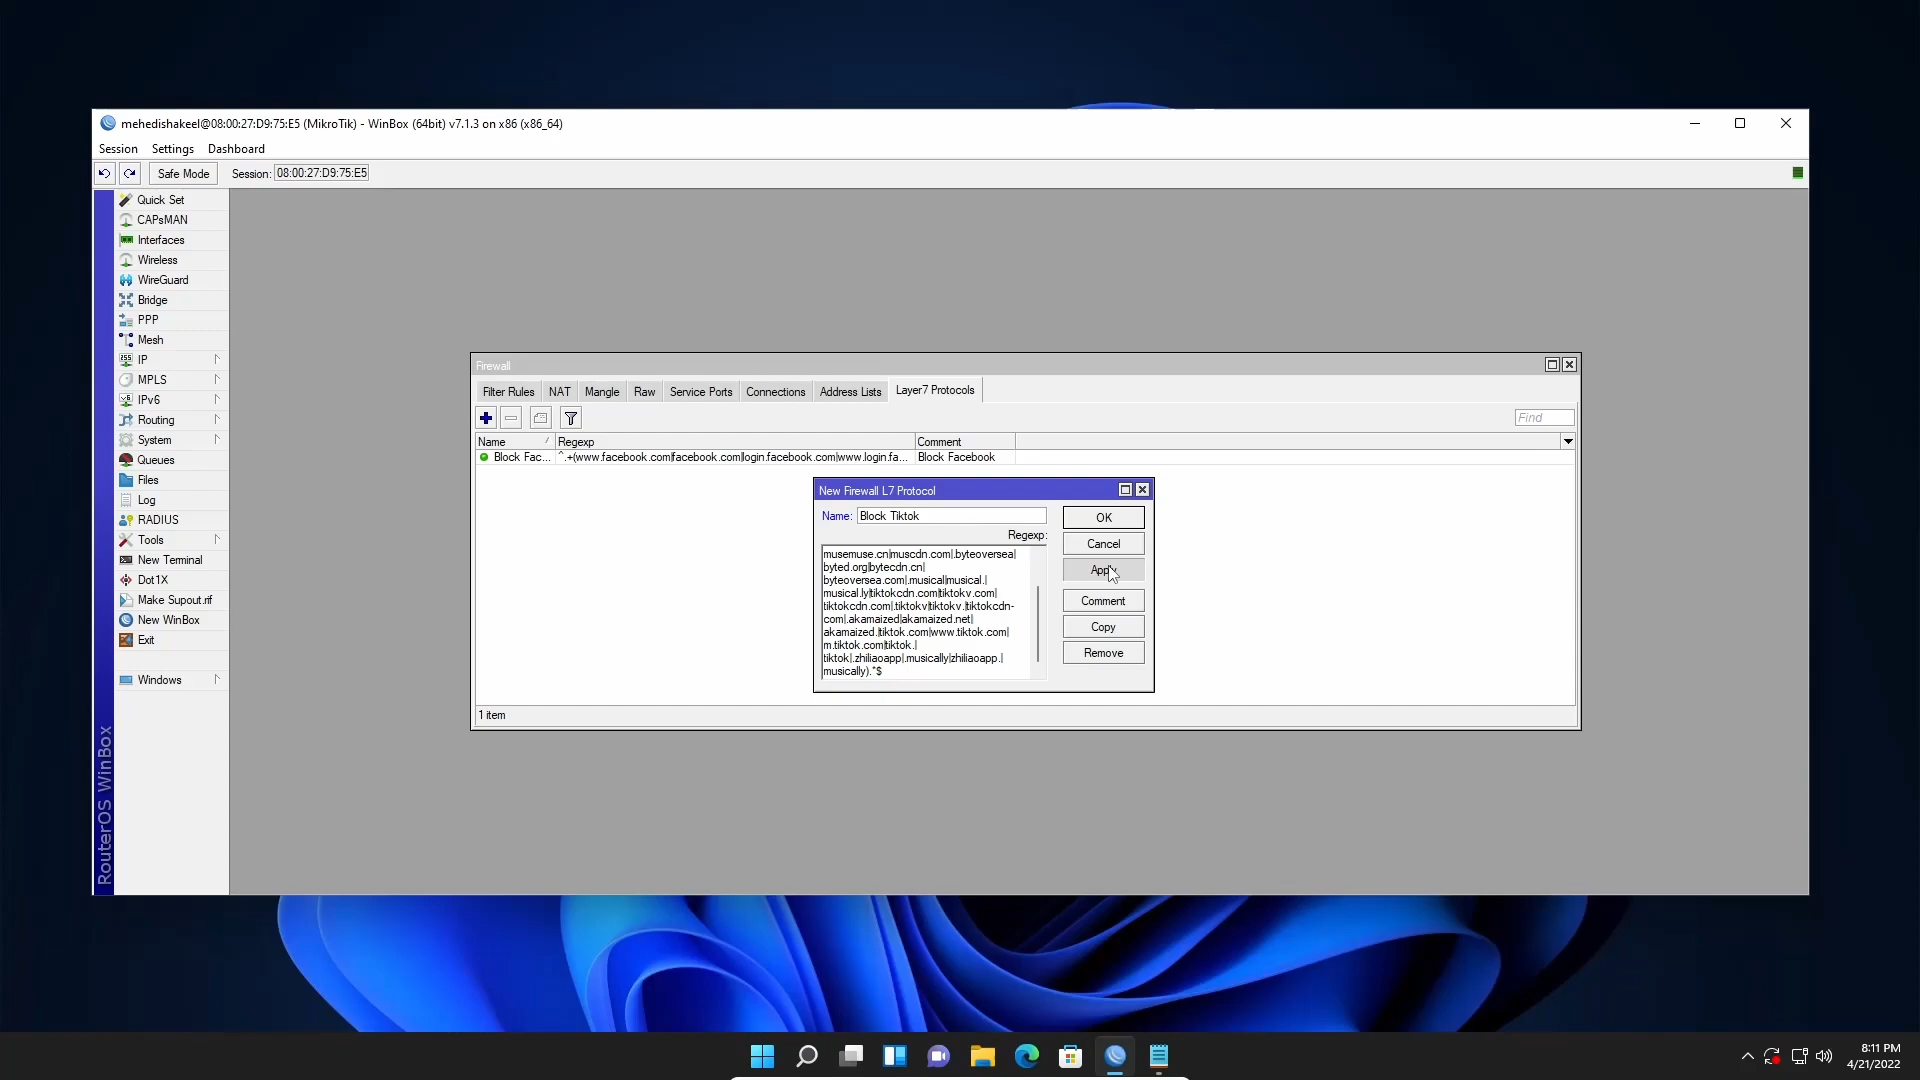 mehedishakeel@08:00:27:D9:75:E5 (MikroTik) - WinBox (64bit) v7.1.3 on x86 (x86_64)
Session Settings Dashboard
Safe Mode Session: 08:00:27:D9:75:E5
Quick Set
CAPsMAN
Interfaces
Wireless
WireGuard
Bridge
PPP
Mesh
IP
MPLS
IPv6
Routing
System
Queues
Files
Log
RADIUS
Tools
New Terminal
Dot1X
Make Supout.rif
New WinBox
Exit
Windows
RouterOS WinBox
Firewall
Filter Rules NAT Mangle Raw Service Ports Connections Address Lists Layer7 Protocols
Find
Name Regexp Comment
Block Fac... ^.+(www.facebook.com|facebook.com|login.facebook.com|www.login.fa... Block Facebook
New Firewall L7 Protocol
Name: Block Tiktok
Regexp:
musemuse.cn|muscdn.com|.byteoversea|
byted.org|bytecdn.cn|
byteoversea.com|.musical|musical.|
musical.ly|tiktokcdn.com|tiktokv.com|
tiktokcdn.com|.tiktokv|tiktokv.|tiktokcdn-
com|.akamaized|akamaized.net|
akamaized.|tiktok.com|www.tiktok.com|
m.tiktok.com|tiktok.|
tiktok|.zhiliaoapp|.musically|zhiliaoapp.|
musically).*$
OK
Cancel
Apply
Comment
Copy
Remove
1 item
8:11 PM
4/21/2022